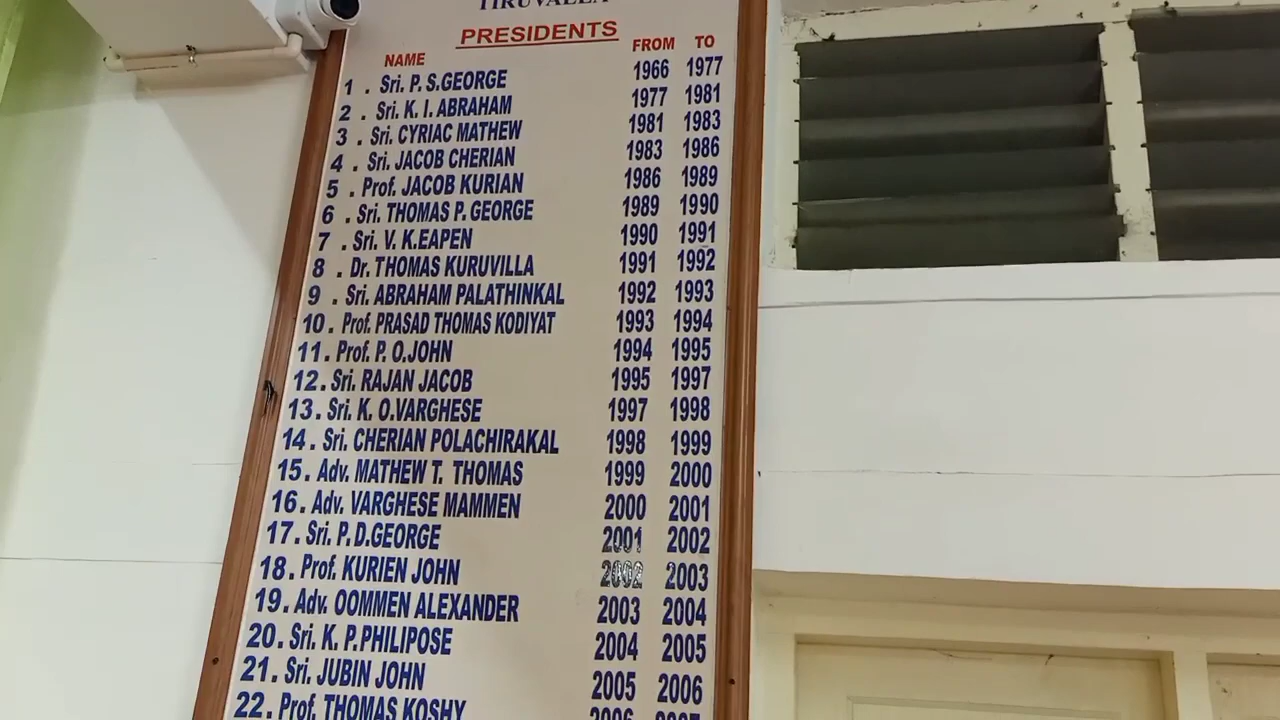 TIRUVALLA
PRESIDENTS
NAME FROM TO
1 . Sri. P. S.GEORGE 1966 1977
2 . Sri. K. I. ABRAHAM 1977 1981
3 . Sri. CYRIAC MATHEW 1981 1983
4 . Sri. JACOB CHERIAN 1983 1986
5 . Prof. JACOB KURIAN 1986 1989
6 . Sri. THOMAS P. GEORGE 1989 1990
7 . Sri. V. K.EAPEN 1990 1991
8 . Dr. THOMAS KURUVILLA 1991 1992
9 . Sri. ABRAHAM PALATHINKAL 1992 1993
10 . Prof. PRASAD THOMAS KODIYAT 1993 1994
11 . Prof. P. O.JOHN 1994 1995
12 . Sri. RAJAN JACOB 1995 1997
13 . Sri. K. O.VARGHESE 1997 1998
14 . Sri. CHERIAN POLACHIRAKAL 1998 1999
15 . Adv. MATHEW T. THOMAS 1999 2000
16 . Adv. VARGHESE MAMMEN 2000 2001
17 . Sri. P. D.GEORGE 2001 2002
18 . Prof. KURIEN JOHN 2002 2003
19 . Adv. OOMMEN ALEXANDER 2003 2004
20 . Sri. K. P.PHILIPOSE 2004 2005
21 . Sri. JUBIN JOHN 2005 2006
22 . Prof. THOMAS KOSHY 2006 2007